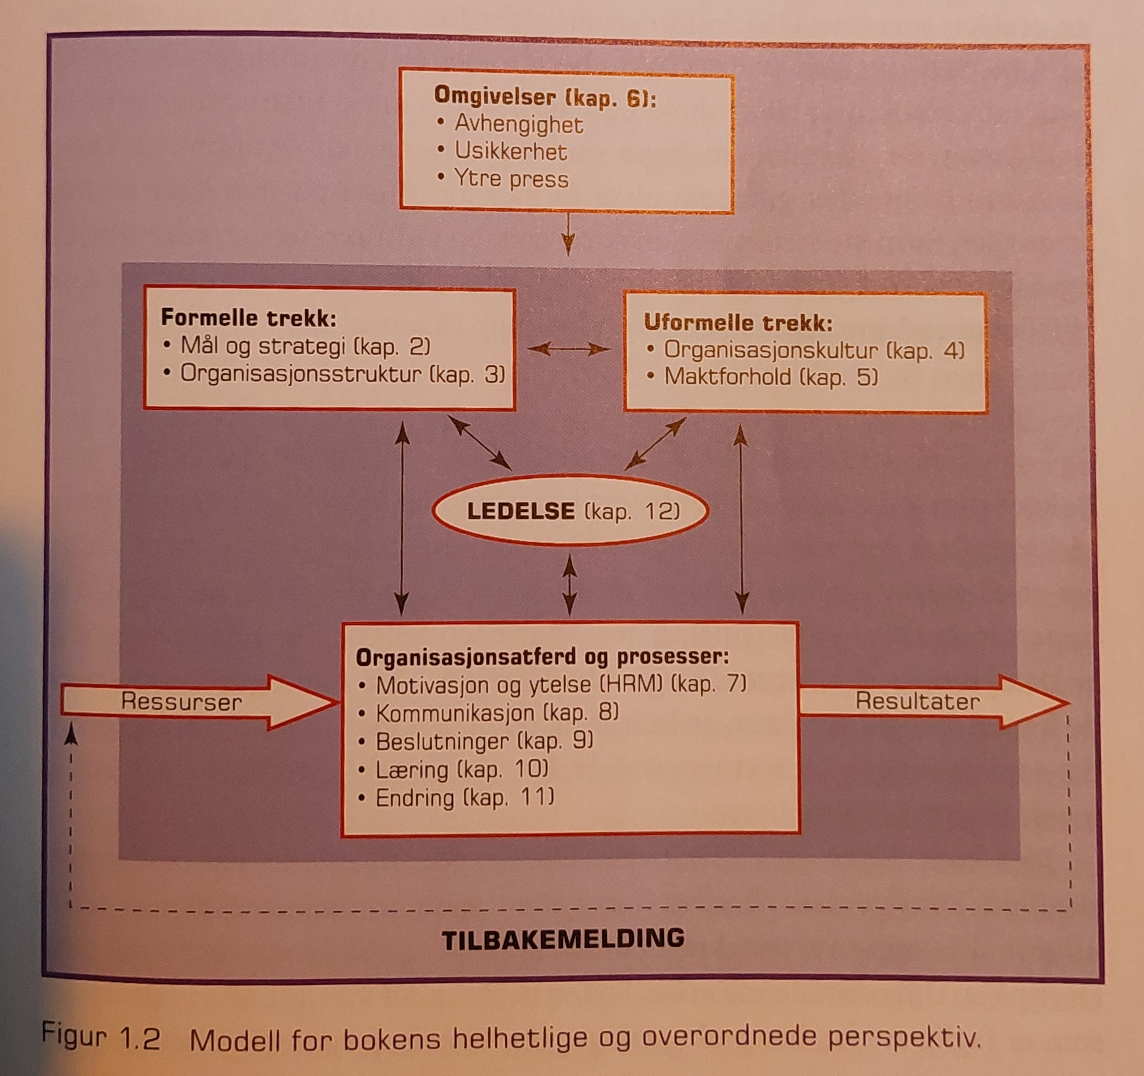 Omgivelser (kap. 6):
• Avhengighet
• Usikkerhet
• Ytre press
Formelle trekk:
• Mål og strategi (kap. 2)
• Organisasjonsstruktur (kap. 3)
Uformelle trekk:
• Organisasjonskultur (kap. 4)
• Maktforhold (kap. 5)
LEDELSE (kap. 12)
Organisasjonsatferd og prosesser:
• Motivasjon og ytelse (HRM) (kap. 7)
• Kommunikasjon (kap. 8)
• Beslutninger (kap. 9)
• Læring (kap. 10)
• Endring (kap. 11)
Ressurser
Resultater
TILBAKEMELDING
Figur 1.2 Modell for bokens helhetlige og overordnede perspektiv.